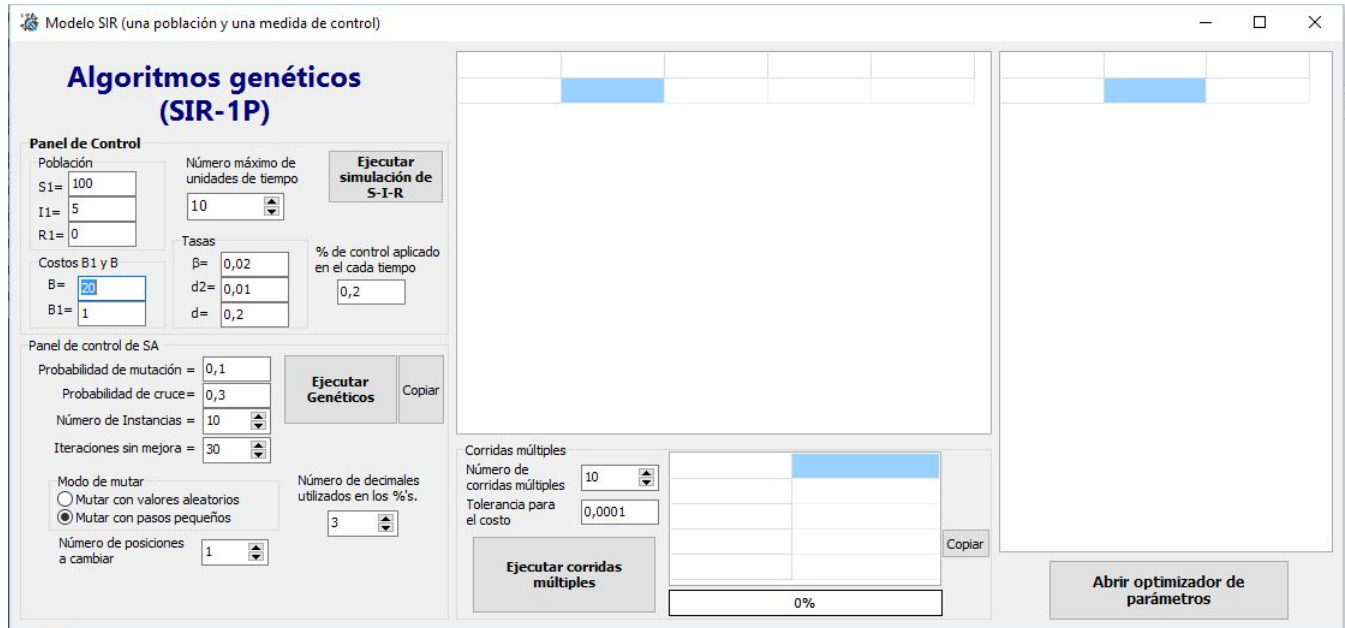 Modelo SIR (una población y una medida de control)
Algoritmos genéticos
(SIR-1P)
Panel de Control
Población
S1= 100
I1= 5
R1= 0
Número máximo de
unidades de tiempo
10
Ejecutar
simulación de
S-I-R
Costos B1 y B
B= 20
B1= 1
Tasas
β= 0,02
d2= 0,01
d= 0,2
% de control aplicado
en el cada tiempo
0,2
Panel de control de SA
Probabilidad de mutación = 0,1
Probabilidad de cruce= 0,3
Número de Instancias = 10
Iteraciones sin mejora = 30
Ejecutar
Genéticos
Copiar
Modo de mutar
Mutar con valores aleatorios
Mutar con pasos pequeños
Número de decimales
utilizados en los %'s.
3
Número de posiciones
a cambiar
1
Corridas múltiples
Número de
corridas múltiples
10
Tolerancia para
el costo
0,0001
Ejecutar corridas
múltiples
Copiar
0%
Abrir optimizador de
parámetros